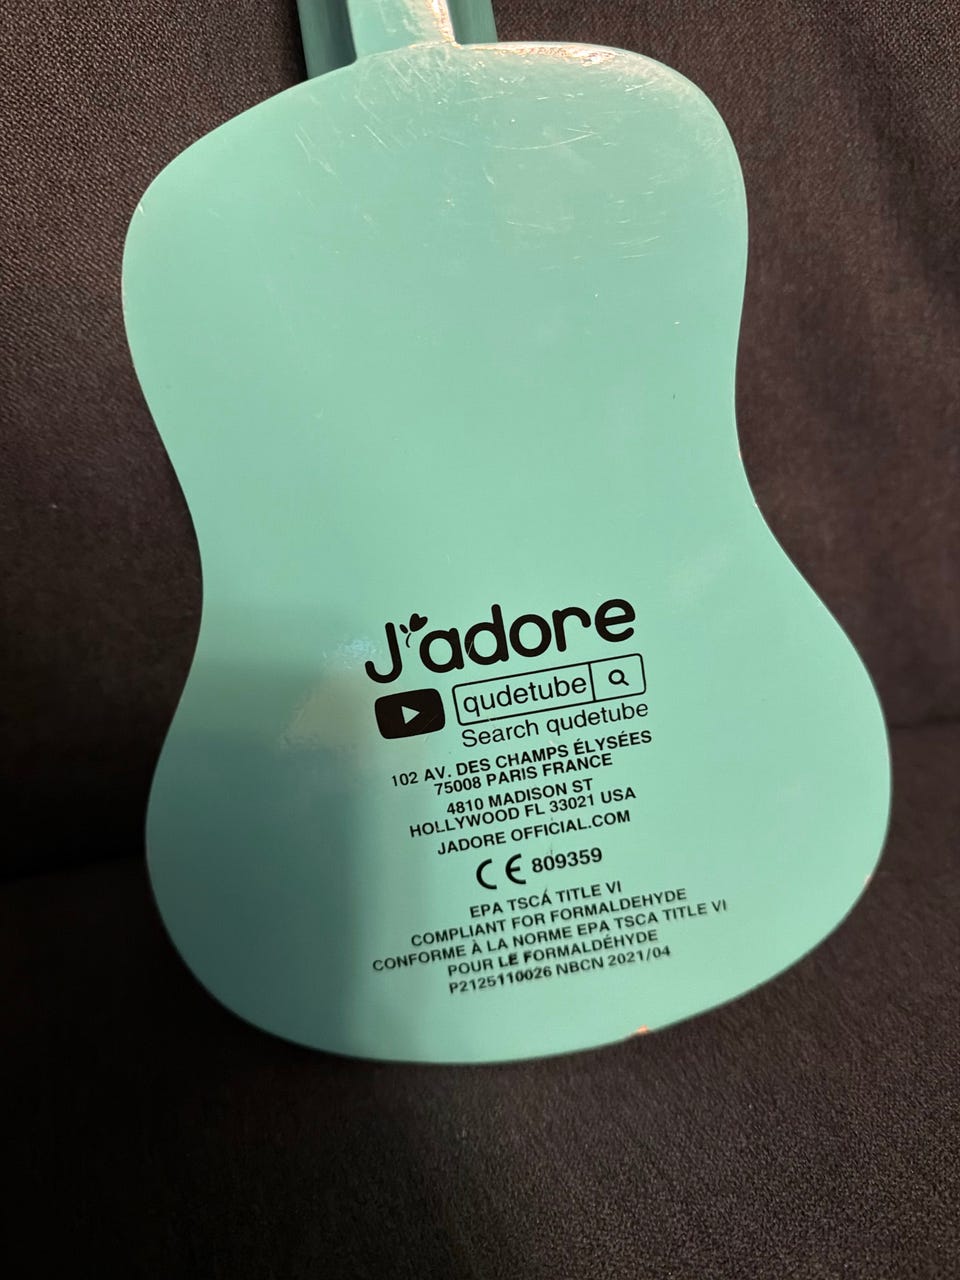 J'adore
qudetube
Search qudetube
102 AV. DES CHAMPS ÉLYSÉES
75008 PARIS FRANCE
4810 MADISON ST
HOLLYWOOD FL 33021 USA
JADORE OFFICIAL.COM
CE 809359
EPA TSCA TITLE VI
COMPLIANT FOR FORMALDEHYDE
CONFORME À LA NORME EPA TSCA TITLE VI
POUR LE FORMALDÉHYDE
P2125110026 NBCN 2021/04